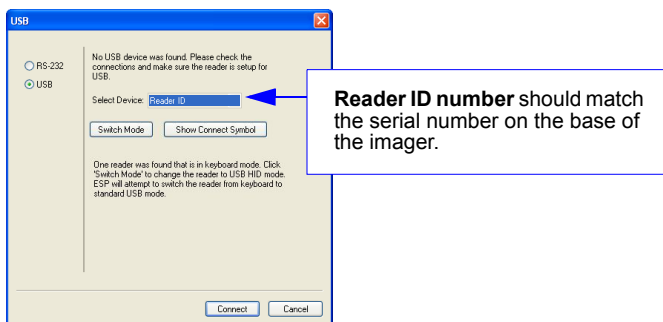 USB
RS-232
USB
No USB device was found. Please check the
connections and make sure the reader is setup for
USB.
Select Device: Reader ID
Switch Mode Show Connect Symbol
One reader was found that is in keyboard mode. Click
'Switch Mode' to change the reader to USB HID mode.
ESP will attempt to switch the reader from keyboard to
standard USB mode.
Connect Cancel
Reader ID number should match
the serial number on the base of
the imager.